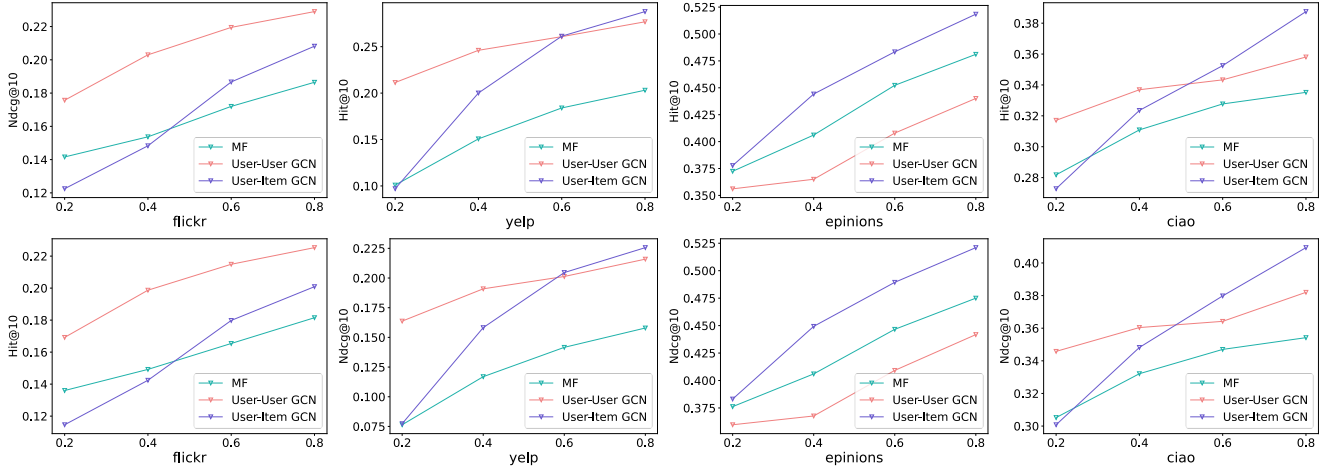 Ndcg@10
0.22
0.20
0.18
0.16
0.14
0.12
MF
User-User GCN
User-Item GCN
0.2 0.4 0.6 0.8
flickr
Hit@10
0.25
0.20
0.15
0.10
MF
User-User GCN
User-Item GCN
0.2 0.4 0.6 0.8
yelp
Hit@10
0.525
0.500
0.475
0.450
0.425
0.400
0.375
0.350
MF
User-User GCN
User-Item GCN
0.2 0.4 0.6 0.8
epinions
Hit@10
0.38
0.36
0.34
0.32
0.30
0.28
MF
User-User GCN
User-Item GCN
0.2 0.4 0.6 0.8
ciao
Hit@10
0.22
0.20
0.18
0.16
0.14
0.12
MF
User-User GCN
User-Item GCN
0.2 0.4 0.6 0.8
flickr
Ndcg@10
0.225
0.200
0.175
0.150
0.125
0.100
0.075
MF
User-User GCN
User-Item GCN
0.2 0.4 0.6 0.8
yelp
Ndcg@10
0.525
0.500
0.475
0.450
0.425
0.400
0.375
MF
User-User GCN
User-Item GCN
0.2 0.4 0.6 0.8
epinions
Ndcg@10
0.40
0.38
0.36
0.34
0.32
0.30
MF
User-User GCN
User-Item GCN
0.2 0.4 0.6 0.8
ciao